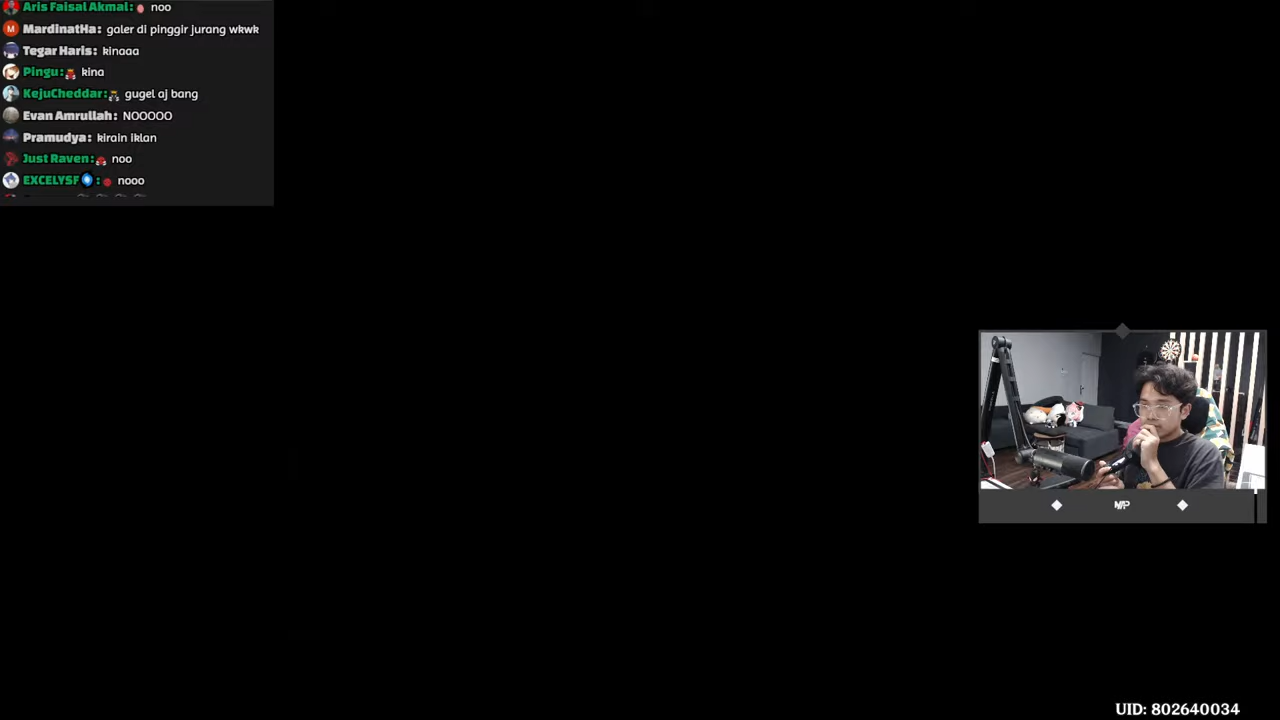 Aris Faisal Akmal: noo
MardinatHa: galer di pinggir jurang wkwk
Tegar Haris: kinaaa
Pingu: kina
KejuCheddar: gugel aj bang
Evan Amrullah: NOOOOO
Pramudya: kirain iklan
Just Raven: noo
EXCELYSF: nooo
UID: 802640034